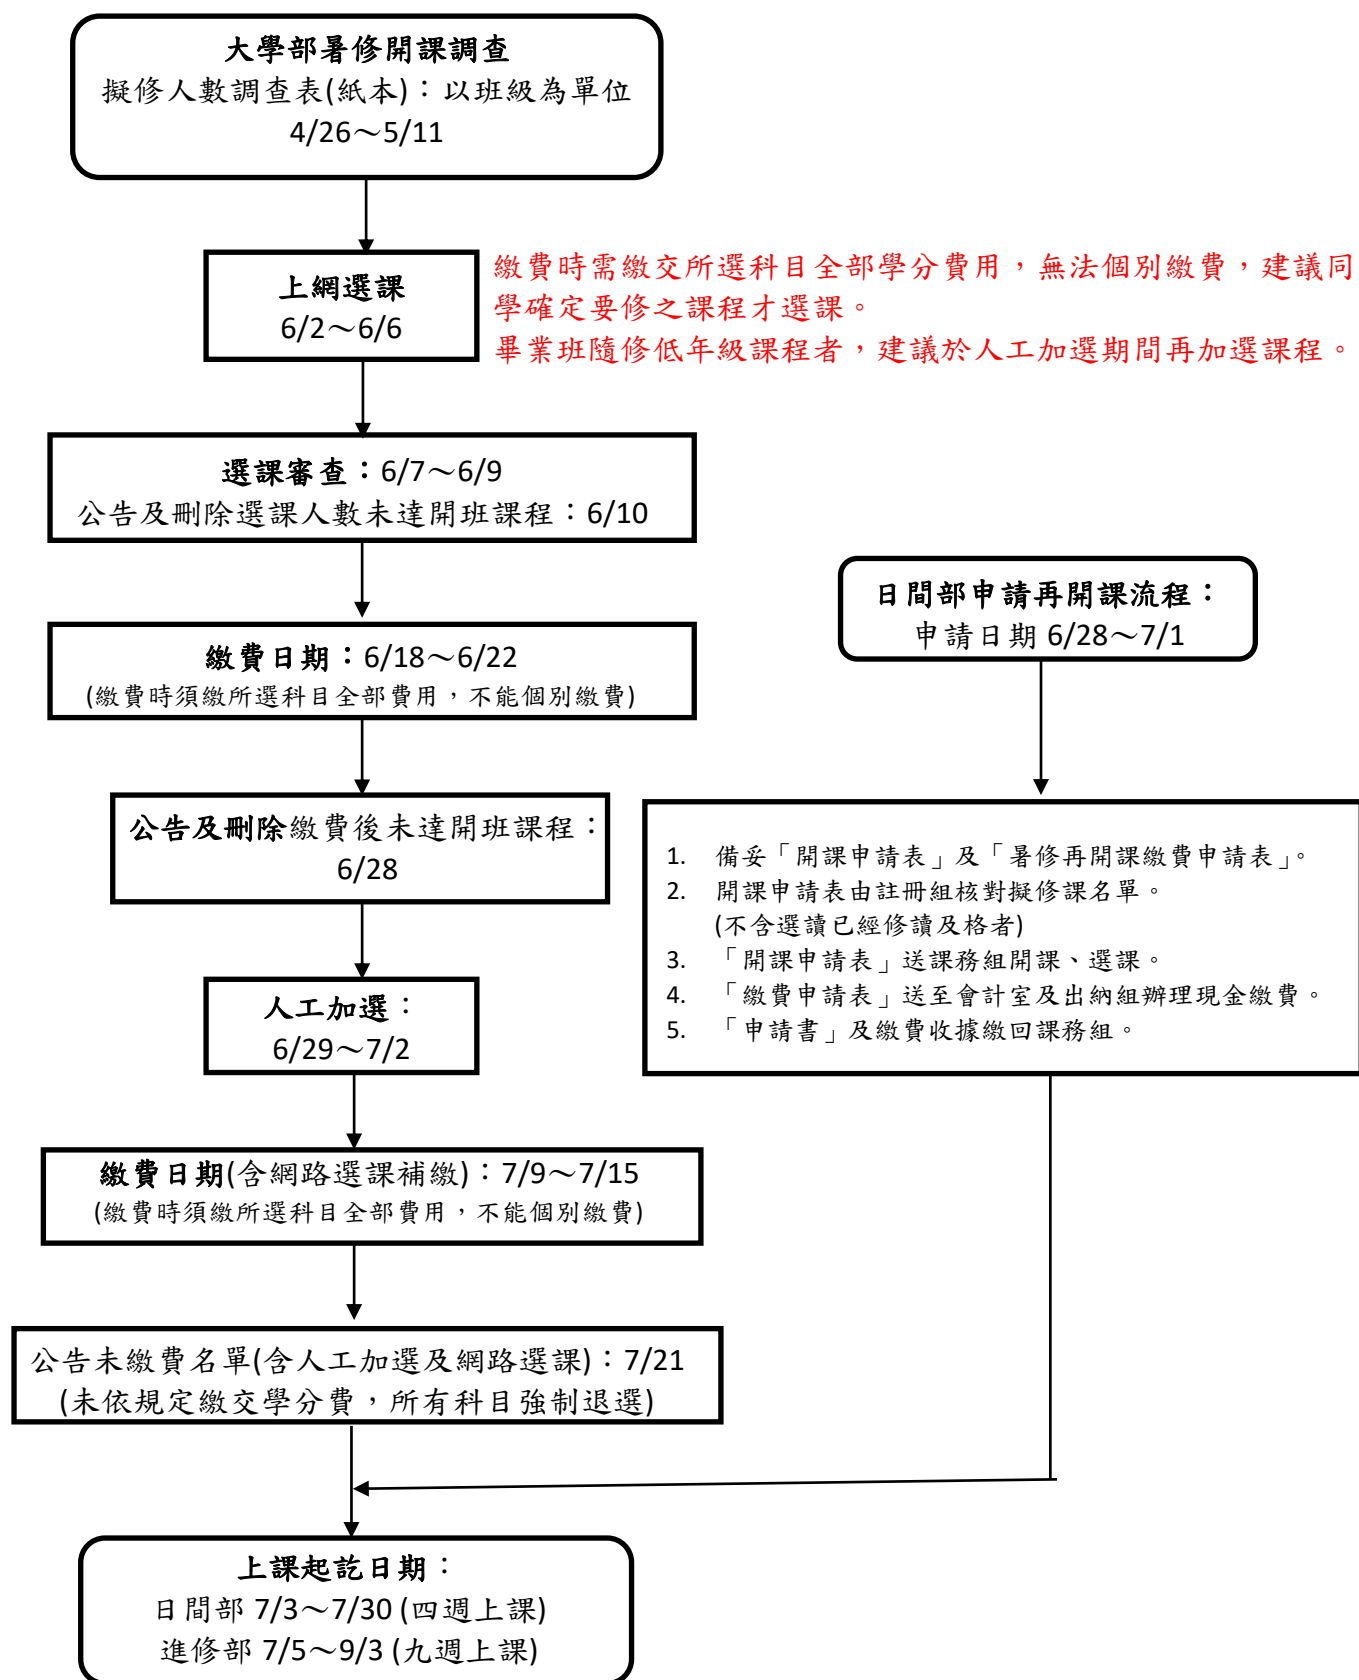 大學部暑修開課調查
擬修人數調查表(紙本)：以班級為單位
4/26～5/11
上網選課
6/2～6/6
繳費時需繳交所選科目全部學分費用，無法個別繳費，建議同
學確定要修之課程才選課。
畢業班隨修低年級課程者，建議於人工加選期間再加選課程。
選課審查：6/7～6/9
公告及刪除選課人數未達開班課程：6/10
繳費日期：6/18～6/22
(繳費時須繳所選科目全部費用，不能個別繳費)
公告及刪除繳費後未達開班課程：
6/28
人工加選：
6/29～7/2
繳費日期(含網路選課補繳)：7/9～7/15
(繳費時須繳所選科目全部費用，不能個別繳費)
公告未繳費名單(含人工加選及網路選課)：7/21
(未依規定繳交學分費，所有科目強制退選)
日間部申請再開課流程：
申請日期 6/28～7/1
1. 備妥「開課申請表」及「暑修再開課繳費申請表」。
2. 開課申請表由註冊組核對擬修課名單。
(不含選讀已經修讀及格者)
3. 「開課申請表」送課務組開課、選課。
4. 「繳費申請表」送至會計室及出納組辦理現金繳費。
5. 「申請書」及繳費收據繳回課務組。
上課起訖日期：
日間部 7/3～7/30 (四週上課)
進修部 7/5～9/3 (九週上課)